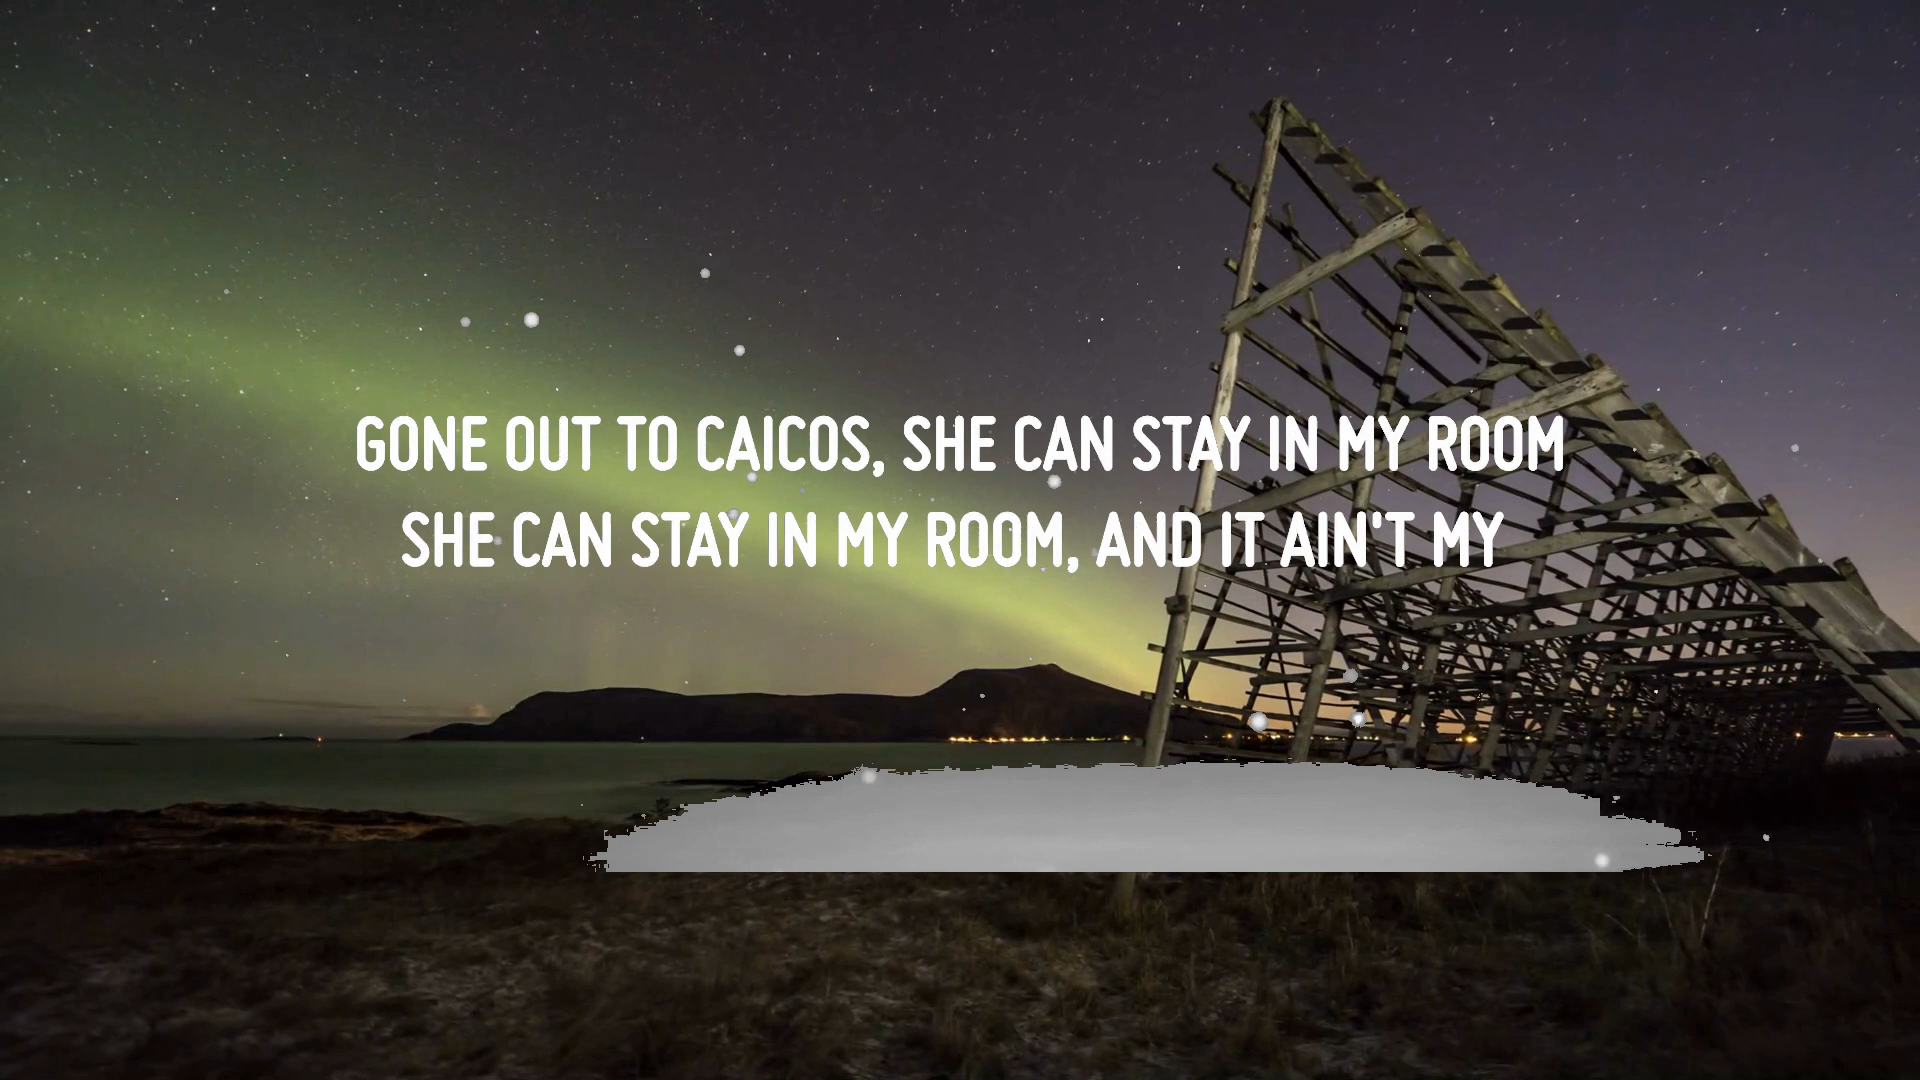 GONE OUT TO CAICOS, SHE CAN STAY IN MY ROOM
SHE CAN STAY IN MY ROOM, AND IT AIN'T MY